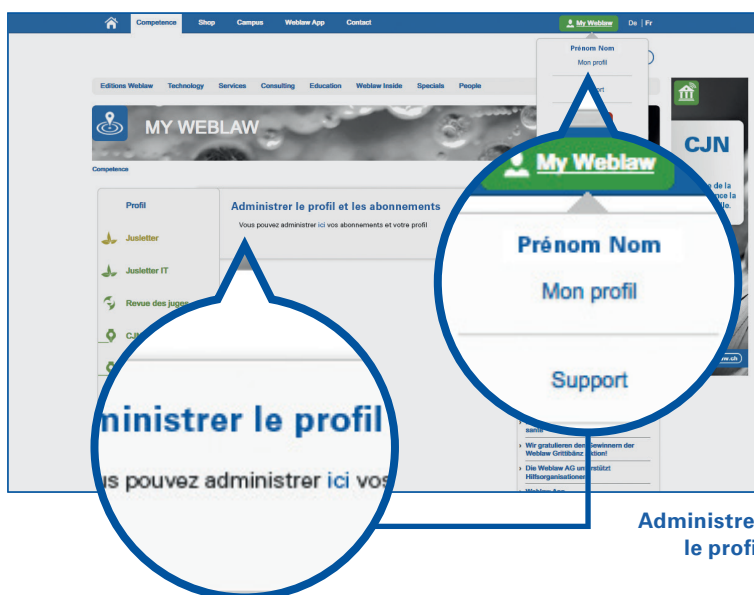 Competence Shop Campus Weblaw App Contact My Weblaw De | Fr
Prénom Nom
Mon profil
Editions Weblaw Technology Services Consulting Education Weblaw Inside Specials People
MY WEBLAW
CJN
Competence
Profil
Jusletter
Jusletter IT
Revue des juges
Administrer le profil et les abonnements
Vous pouvez administrer ici vos abonnements et votre profil
My Weblaw
Prénom Nom
Mon profil
Support
ministrer le profil
us pouvez administrer ici vos
Wir gratulieren den Gewinnern der
Weblaw Grittibänz Aktion!
Die Weblaw AG unterstützt
Hilfsorganisationen
Weblaw App
Administre
le profi